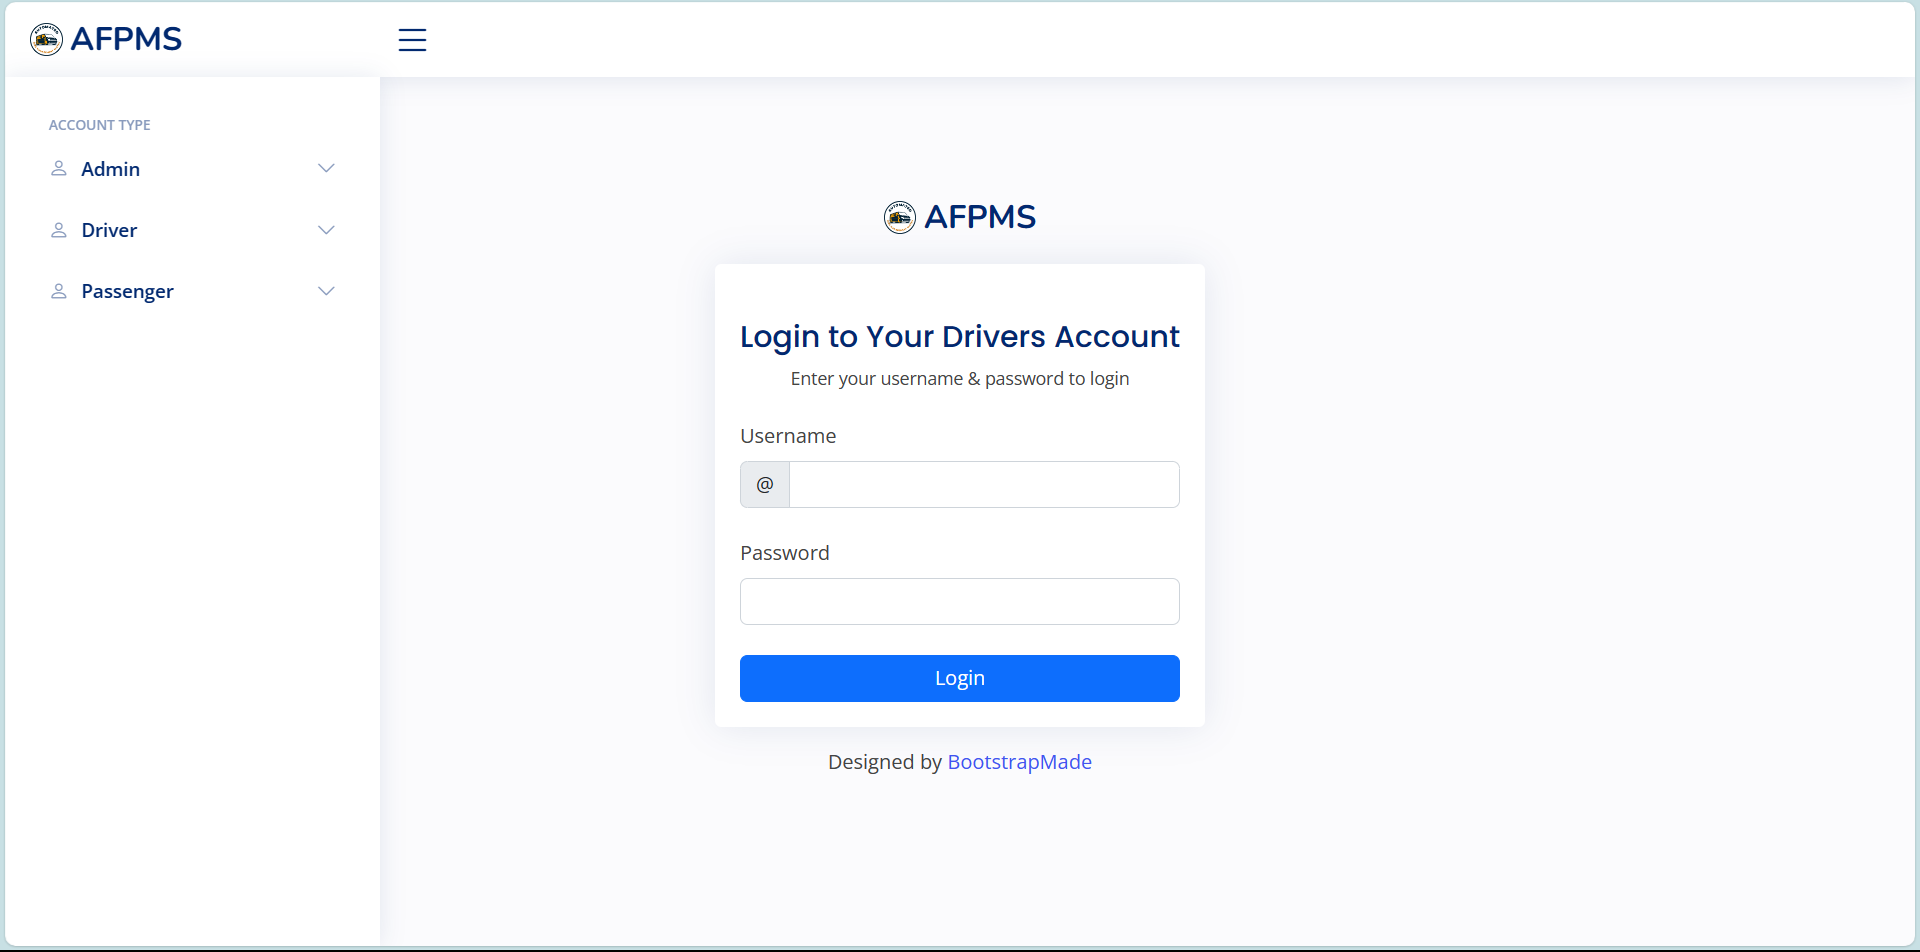 AFPMS
ACCOUNT TYPE
Admin
Driver
Passenger
AFPMS
Login to Your Drivers Account
Enter your username & password to login
Username
@
Password
Login
Designed by BootstrapMade